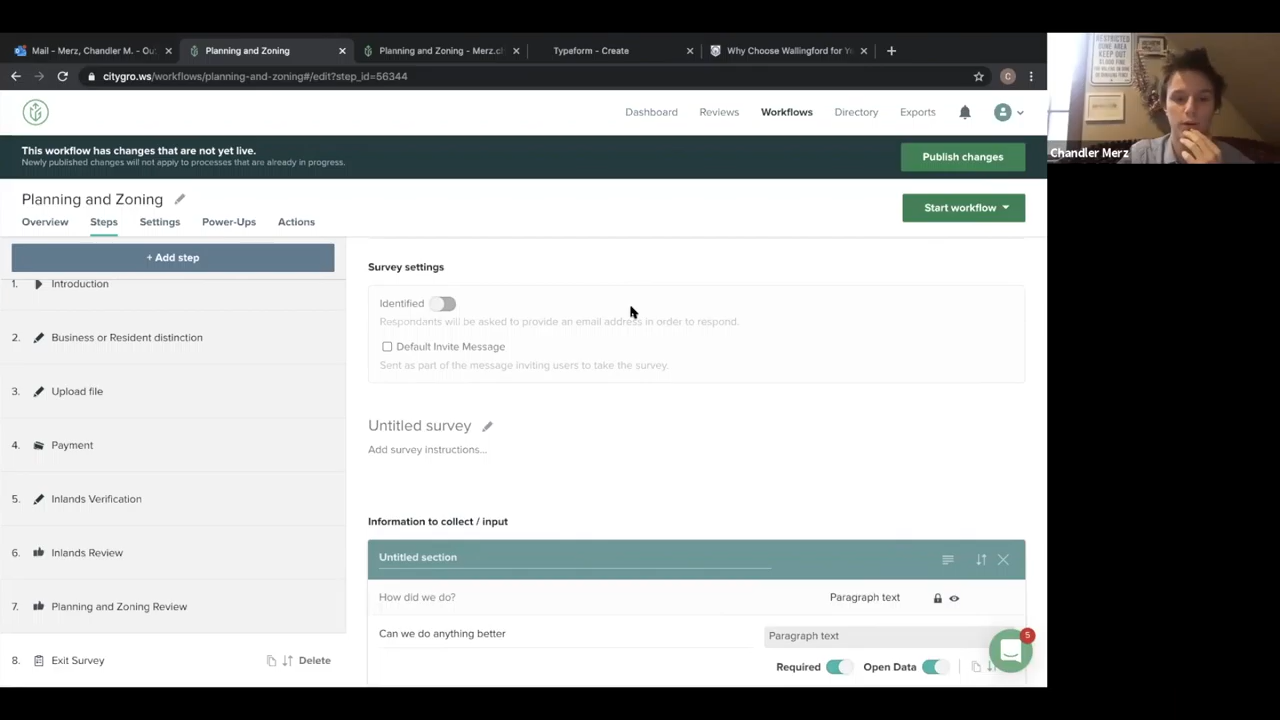 Mail - Merz, Chandler M. - Ou
Planning and Zoning
Planning and Zoning - Merz.c
Typeform - Create
Why Choose Wallingford for Y
citygro.ws/workflows/planning-and-zoning#/edit?step_id=56344
C
Dashboard
Reviews
Workflows
Directory
Exports
This workflow has changes that are not yet live.
Newly published changes will not apply to processes that are already in progress.
Publish changes
Planning and Zoning
Overview
Steps
Settings
Power-Ups
Actions
Start workflow
+ Add step
1. Introduction
2. Business or Resident distinction
3. Upload file
4. Payment
5. Inlands Verification
6. Inlands Review
7. Planning and Zoning Review
8. Exit Survey
Delete
Survey settings
Identified
Respondants will be asked to provide an email address in order to respond.
Default Invite Message
Sent as part of the message inviting users to take the survey.
Untitled survey
Add survey instructions...
Information to collect / input
Untitled section
How did we do?
Paragraph text
Can we do anything better
Paragraph text
Required
Open Data
5
RESTRICTED
AREA
KEEP OUT
Chandler Merz